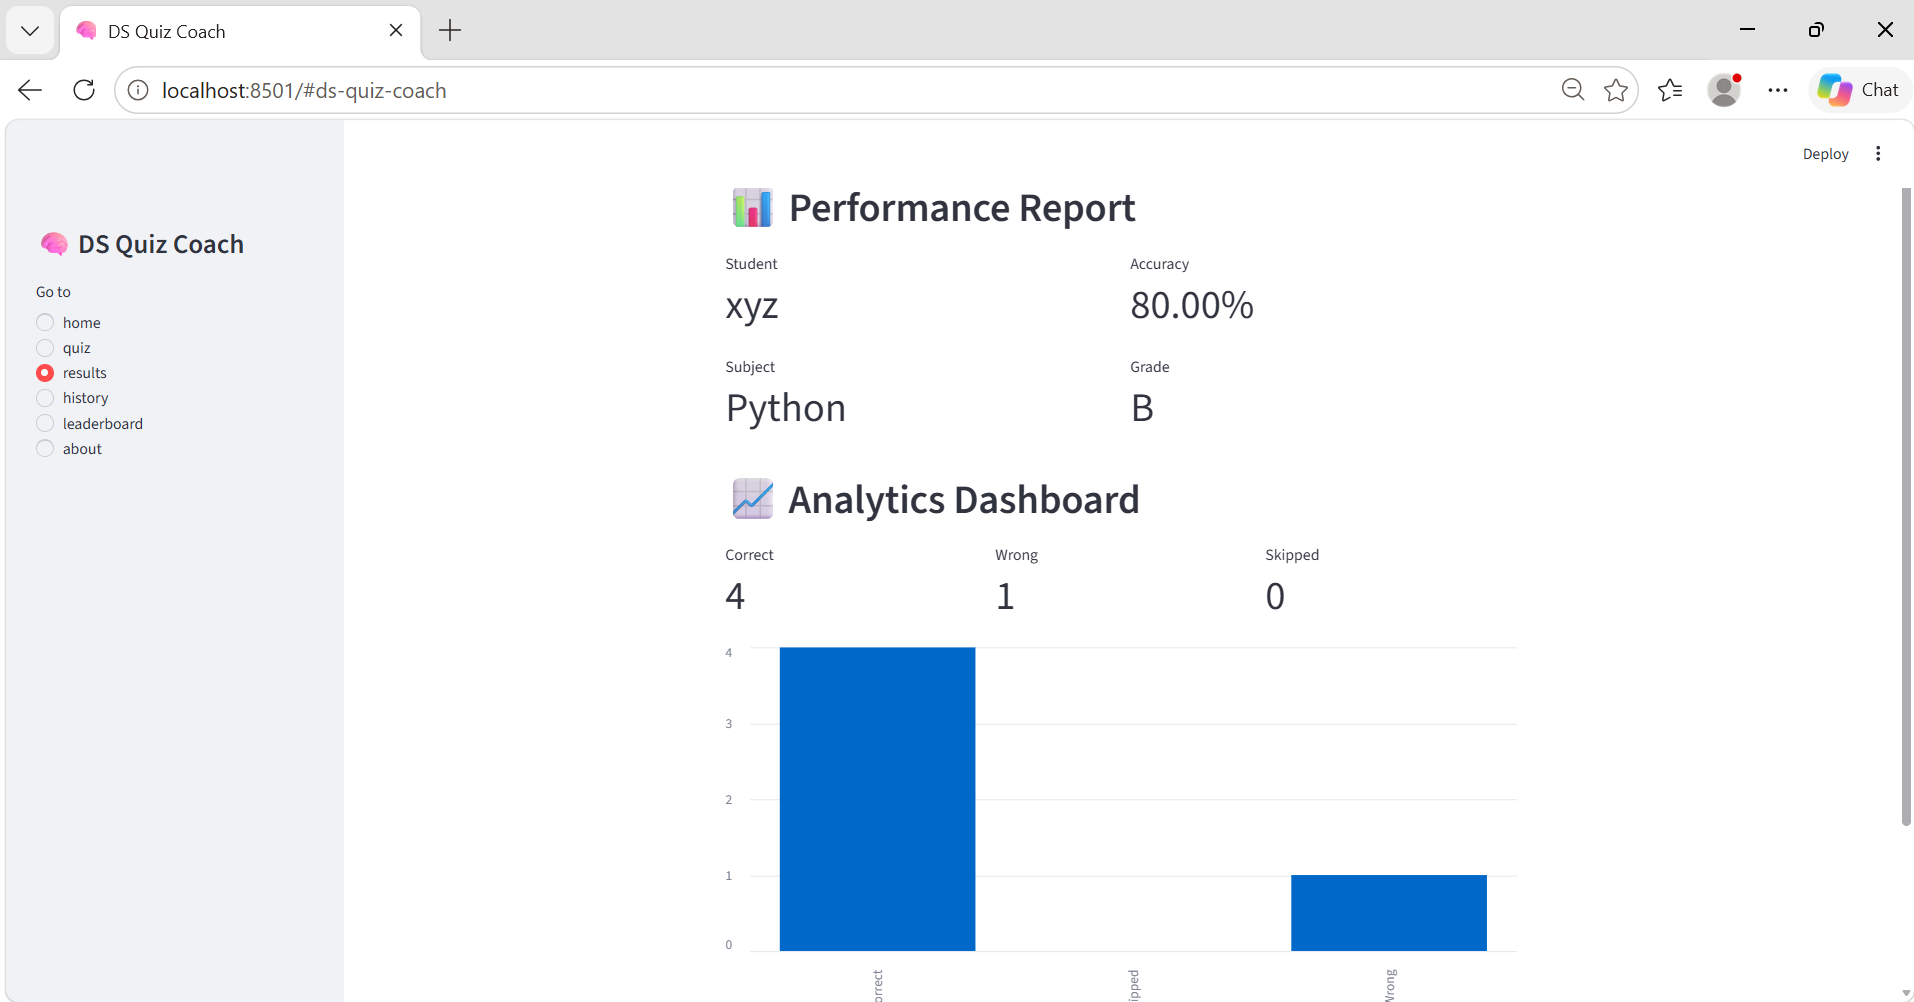 DS Quiz Coach
localhost:8501/#ds-quiz-coach
Chat
Deploy
DS Quiz Coach
Go to
home
quiz
results
history
leaderboard
about
Performance Report
Student
Accuracy
xyz
80.00%
Subject
Grade
Python
B
Analytics Dashboard
Correct
Wrong
Skipped
4
1
0
4
3
2
1
0